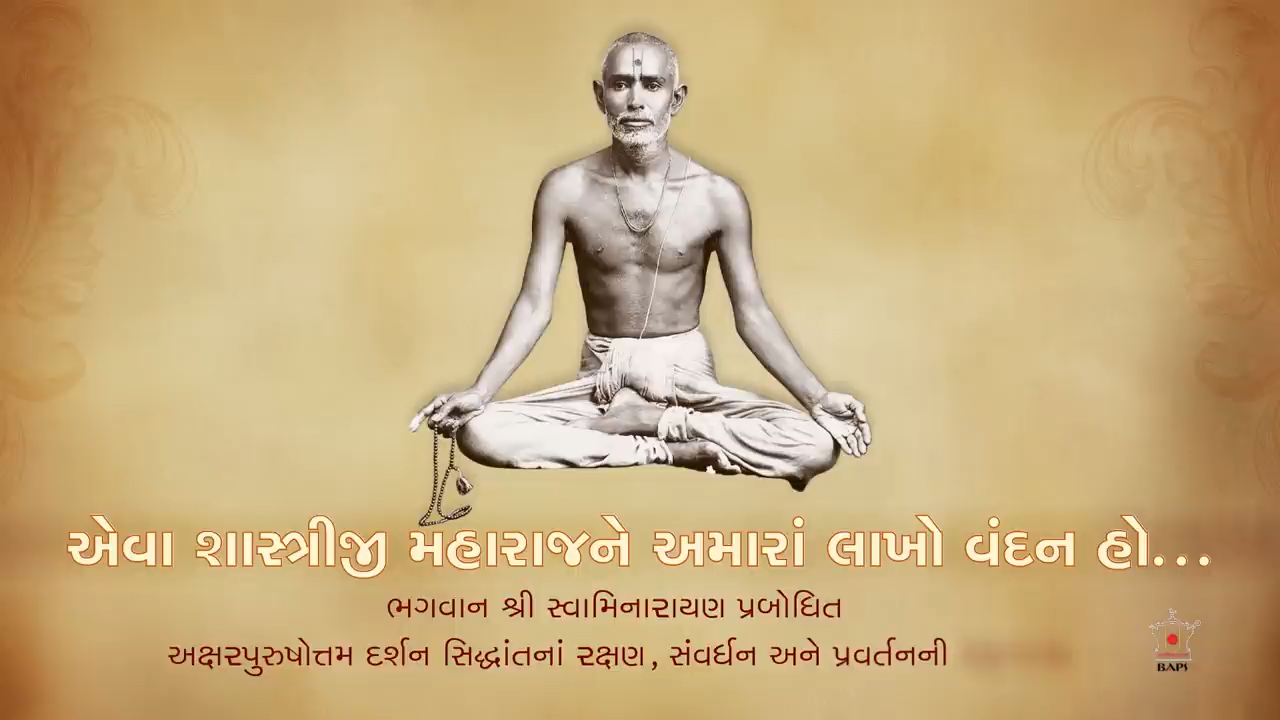 એવા શાસ્ત્રીજી મહારાજને અમારાં લાખો વંદન હો...
ભગવાન શ્રી સ્વામિનારાયણ પ્રબોધિત
અક્ષરપુરુષોત્તમ દર્શન સિદ્ધાંતનાં રક્ષણ, સંવર્ધન અને પ્રવર્તનની
BAPS